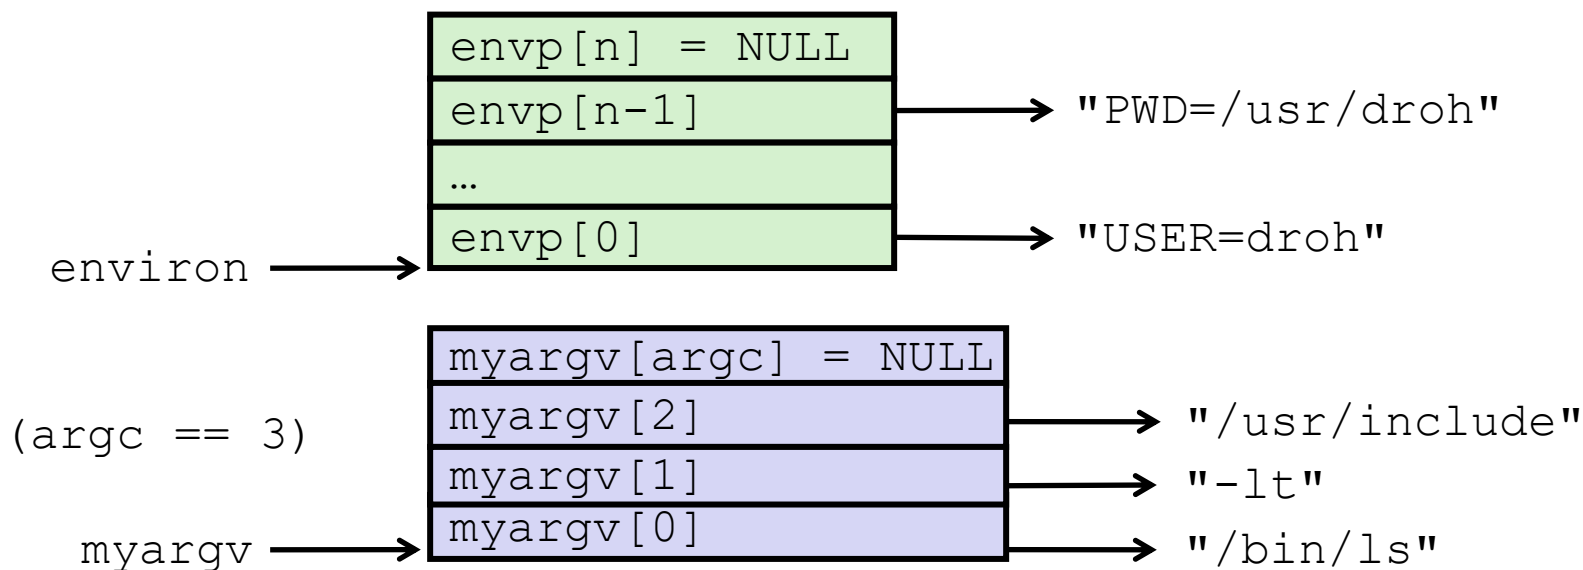 envp[n] = NULL
envp[n-1] "PWD=/usr/droh"
…
envp[0] "USER=droh"
environ
myargv[argc] = NULL
(argc == 3) myargv[2] "/usr/include"
myargv[1] "-lt"
myargv myargv[0] "/bin/ls"